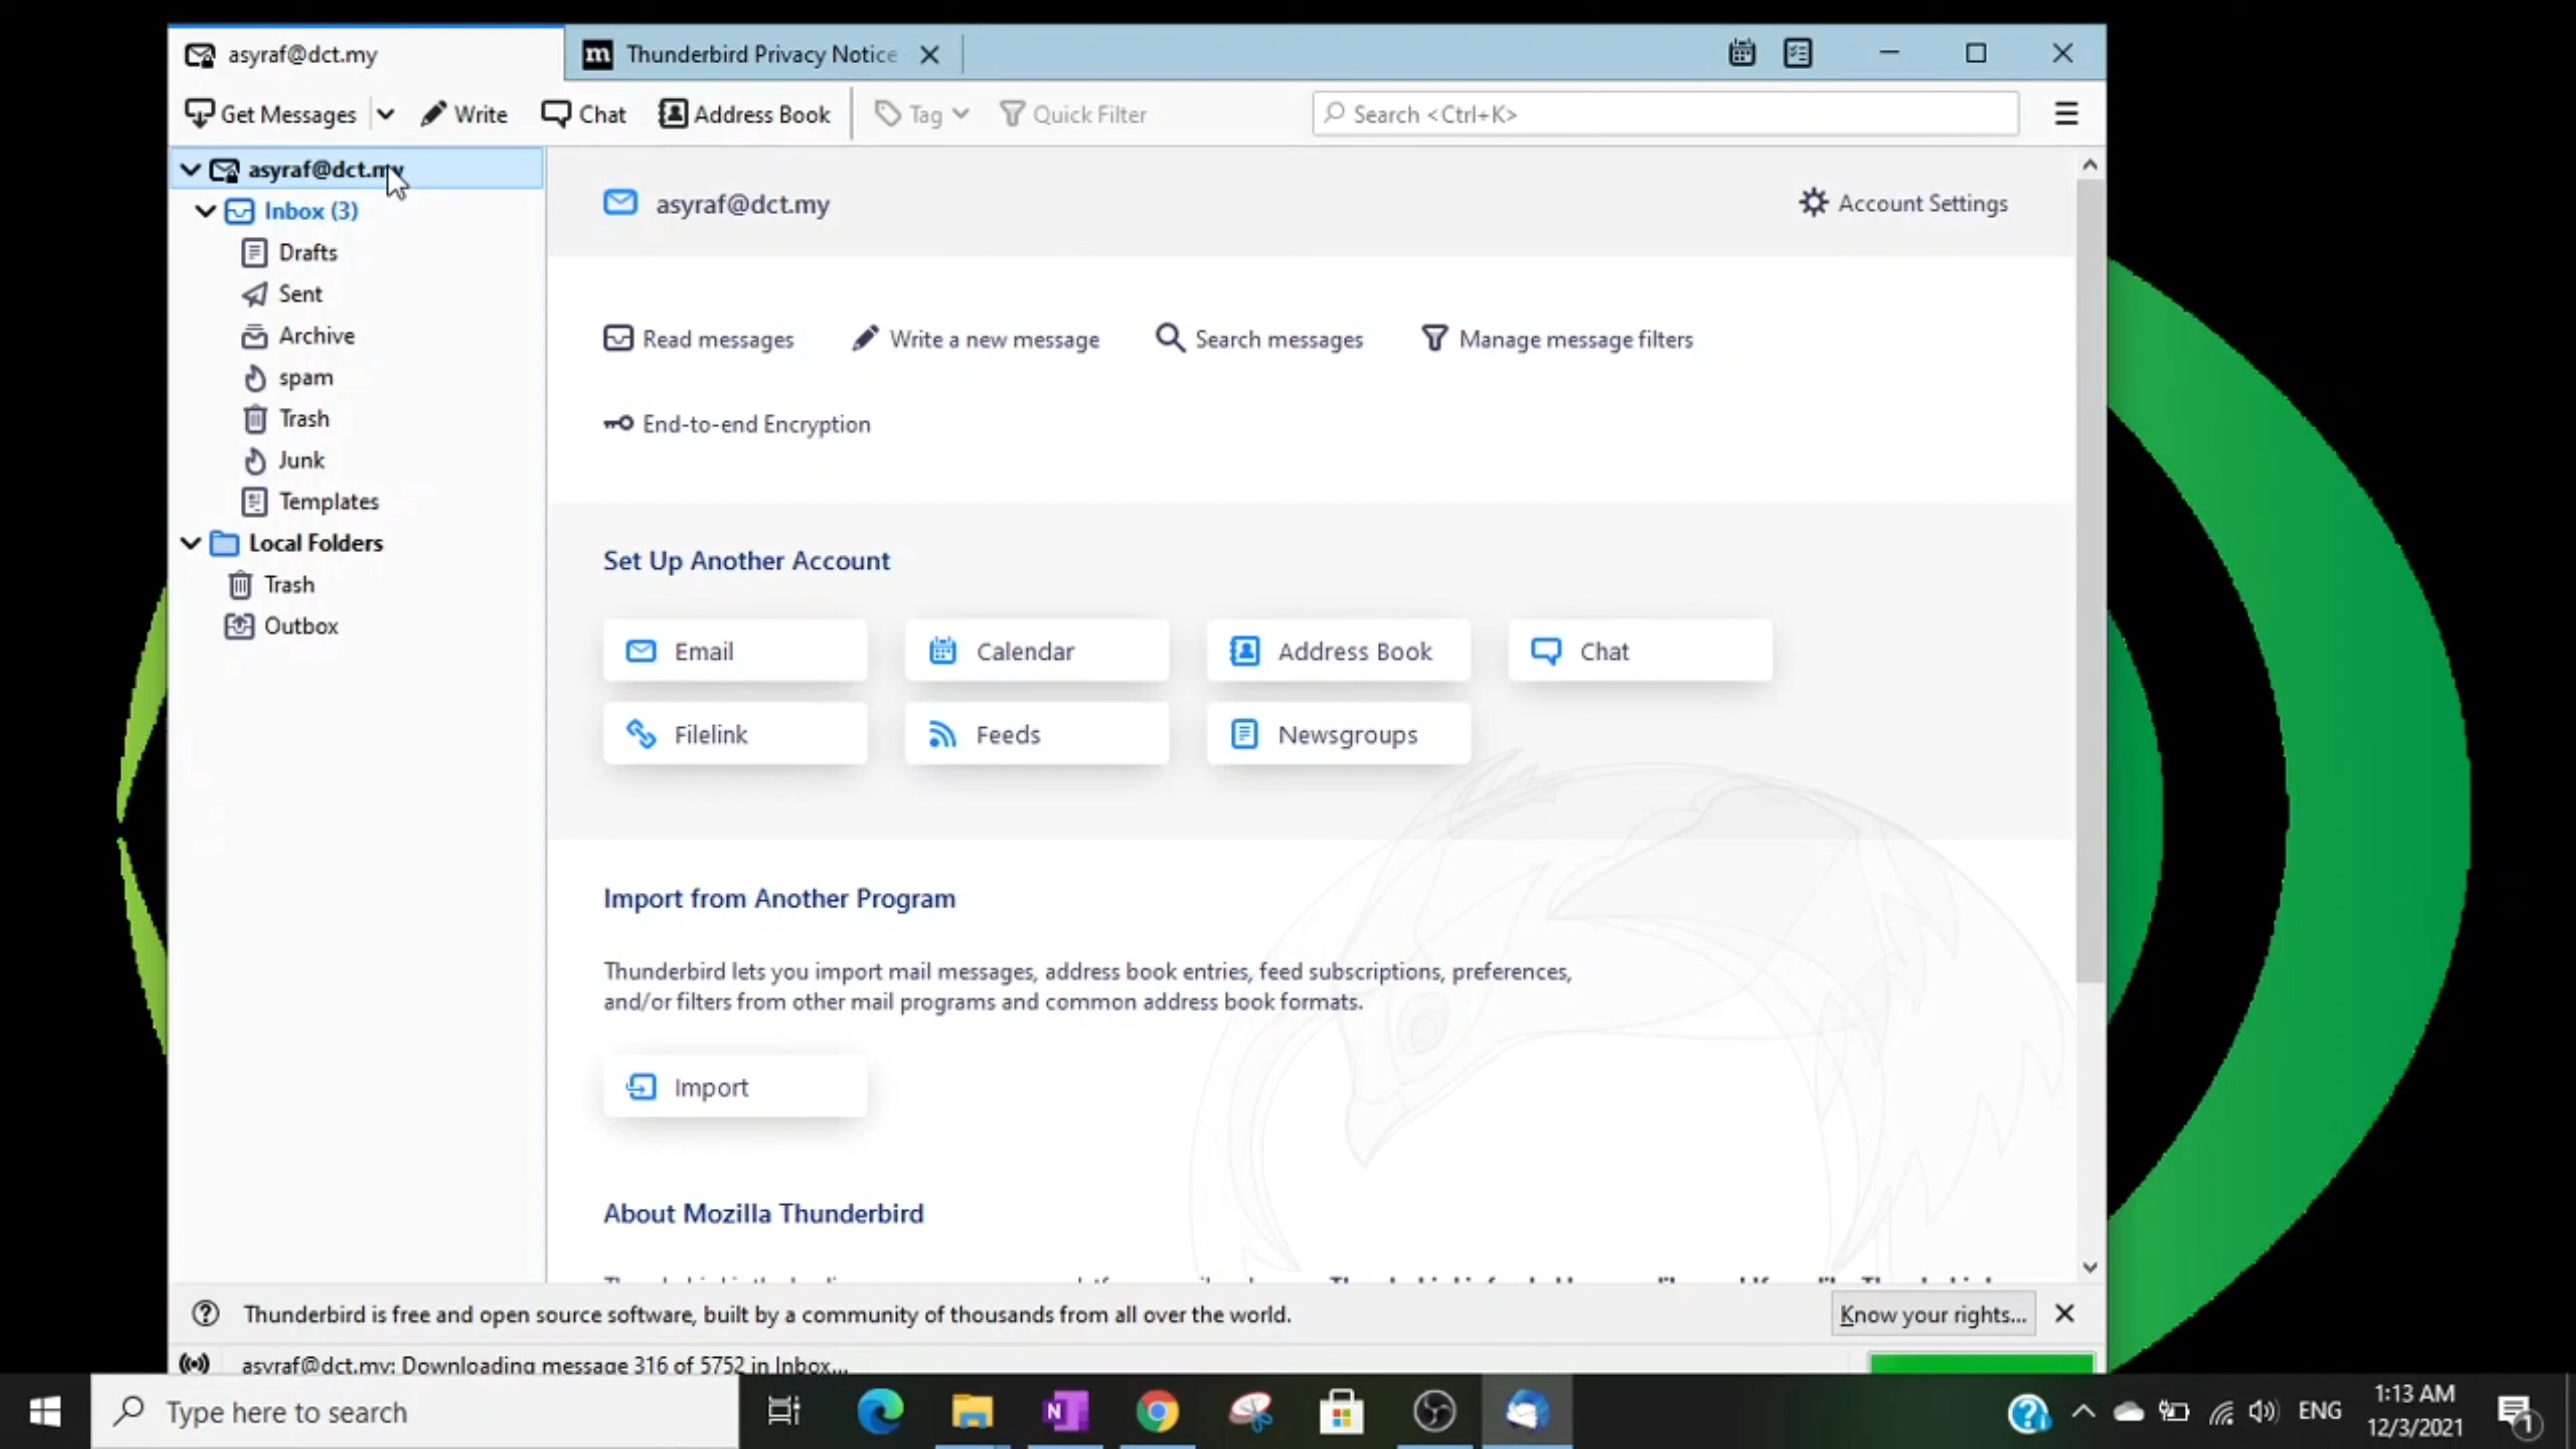 asyraf@dct.my
Thunderbird Privacy Notice
Get Messages
Write
Chat
Address Book
Tag
Quick Filter
Search <Ctrl+K>
asyraf@dct.my
Inbox (3)
Drafts
Sent
Archive
spam
Trash
Junk
Templates
Local Folders
Trash
Outbox
asyraf@dct.my
Account Settings
Read messages
Write a new message
Search messages
Manage message filters
End-to-end Encryption
Set Up Another Account
Email
Calendar
Address Book
Chat
Filelink
Feeds
Newsgroups
Import from Another Program
Thunderbird lets you import mail messages, address book entries, feed subscriptions, preferences,
and/or filters from other mail programs and common address book formats.
Import
About Mozilla Thunderbird
Thunderbird is free and open source software, built by a community of thousands from all over the world.
Know your rights...
asyraf@dct.my: Downloading message 316 of 5752 in Inbox...
Type here to search
ENG
1:13 AM
12/3/2021
1